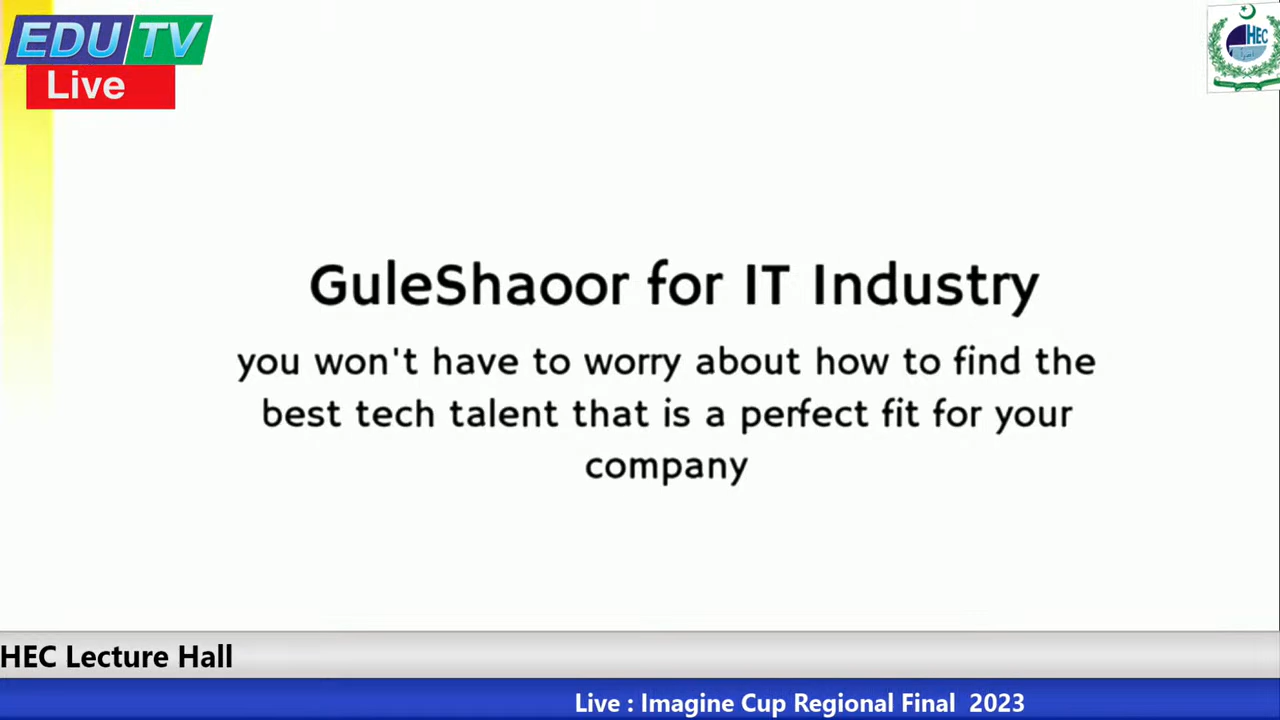 EDU TV
Live
HEC
GuleShaoor for IT Industry
you won't have to worry about how to find the
best tech talent that is a perfect fit for your
company
HEC Lecture Hall
Live : Imagine Cup Regional Final 2023